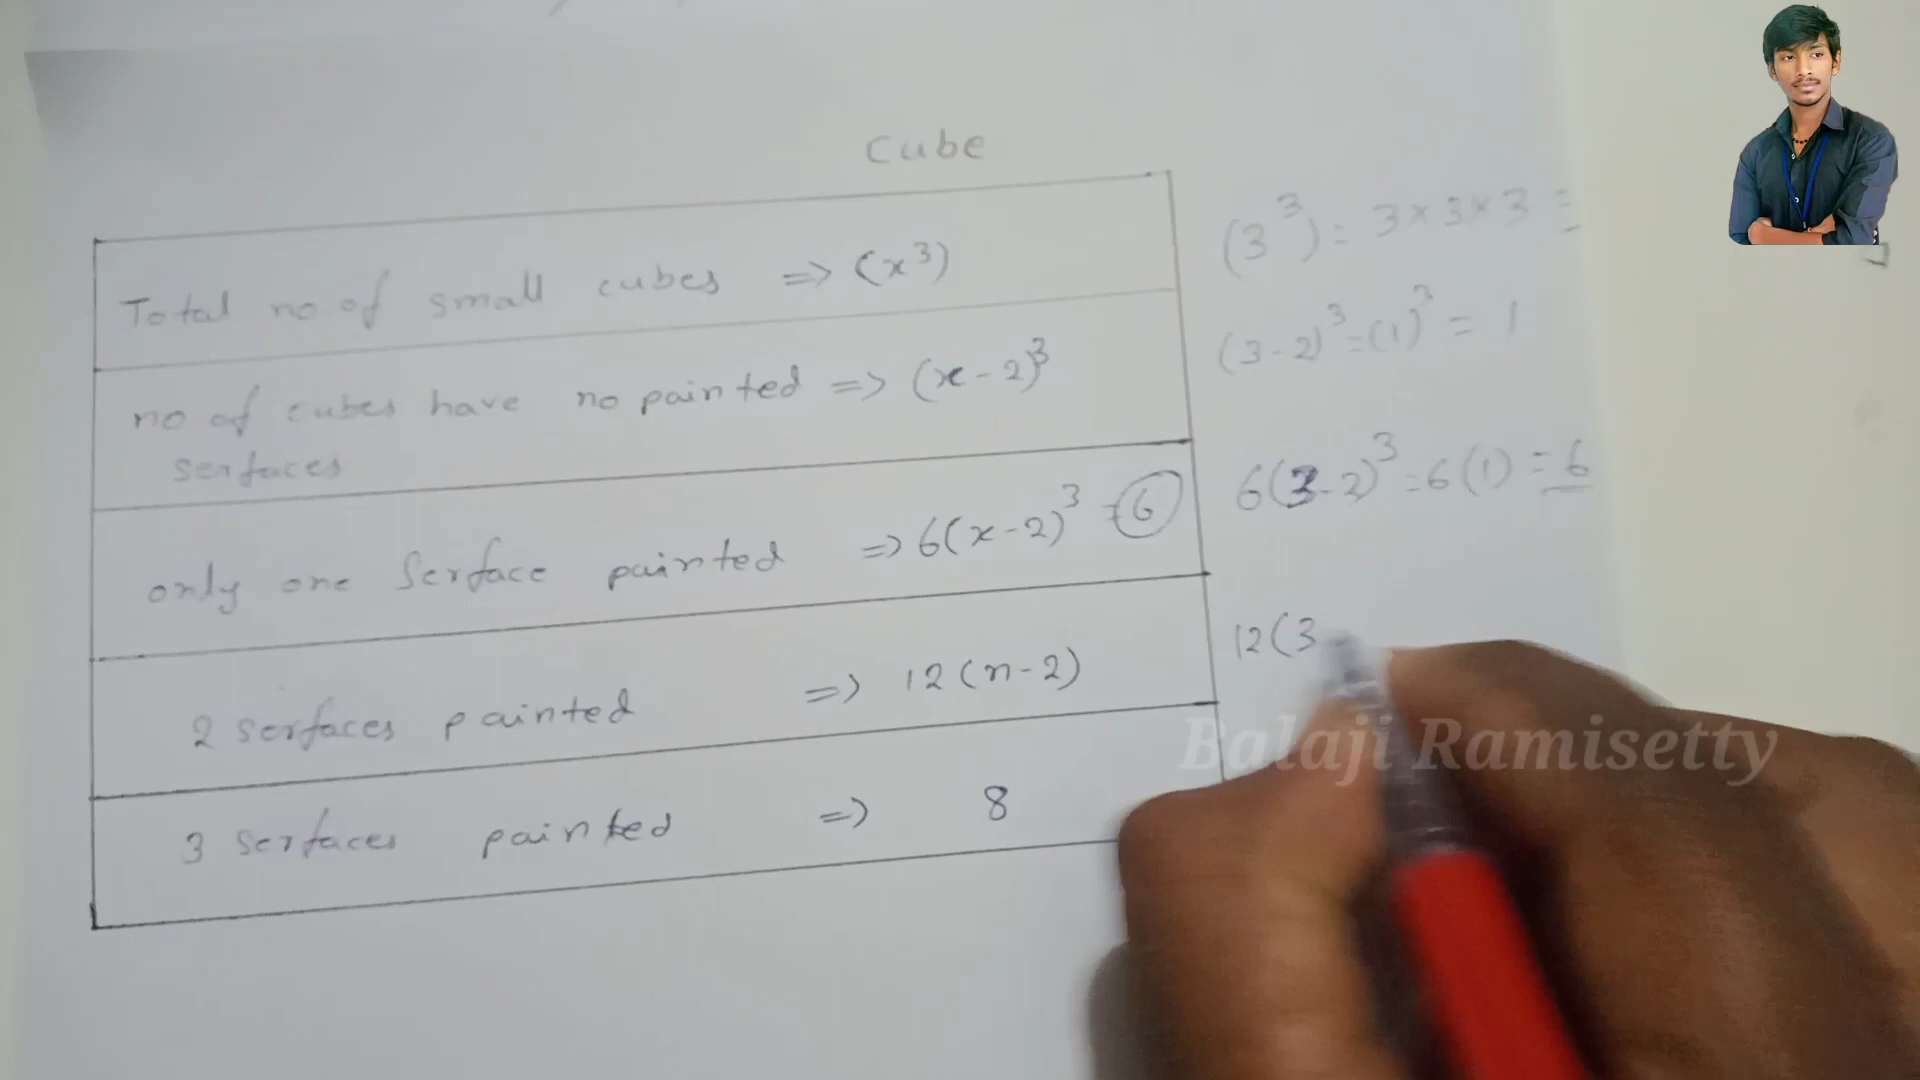 Cube
Total no.of small cubes => (x³)
(3³) = 3×3×3 =
no of cubes have no painted => (x-2)³
serfaces
(3-2)³=(1)³ = 1
only one Serface painted => 6(x-2)³ = 6
6(3-2)³=6(1) = 6
2 serfaces painted => 12(n-2)
12(3-
3 serfaces painted => 8
Balaji Ramisetty